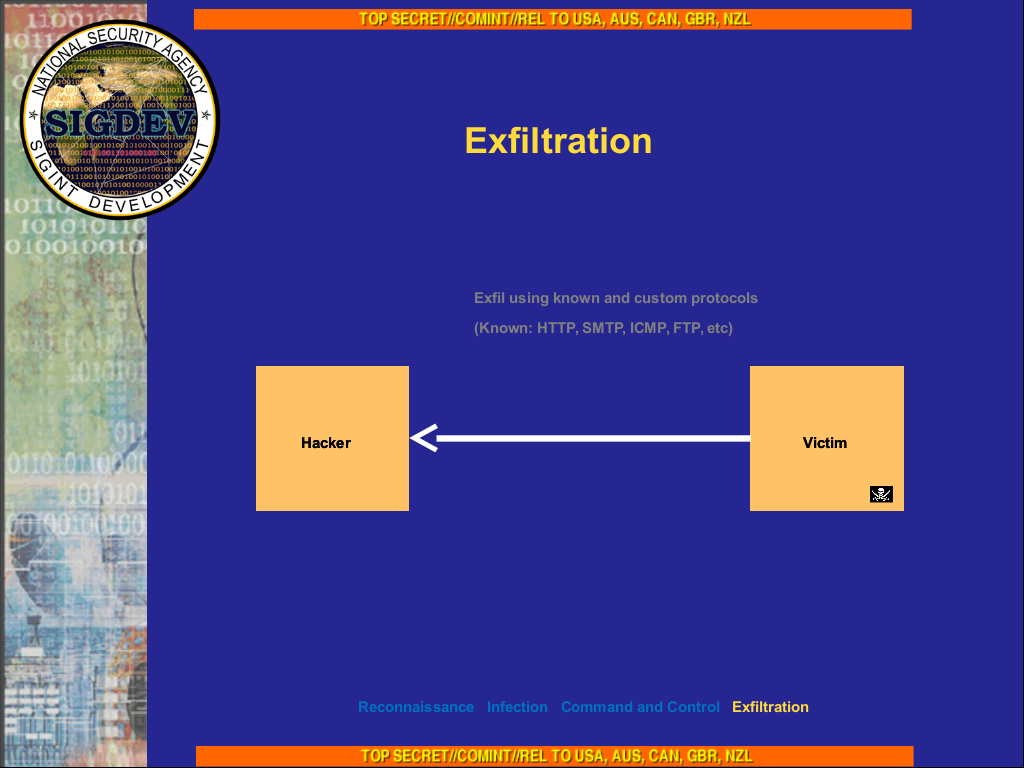 TOP SECRET//COMINT//REL TO USA, AUS, CAN, GBR, NZL
NATIONAL SECURITY AGENCY
SIGDEV
SIGINT DEVELOPMENT
Exfiltration
Exfil using known and custom protocols
(Known: HTTP, SMTP, ICMP, FTP, etc)
Hacker
Victim
Reconnaissance Infection Command and Control Exfiltration
TOP SECRET//COMINT//REL TO USA, AUS, CAN, GBR, NZL